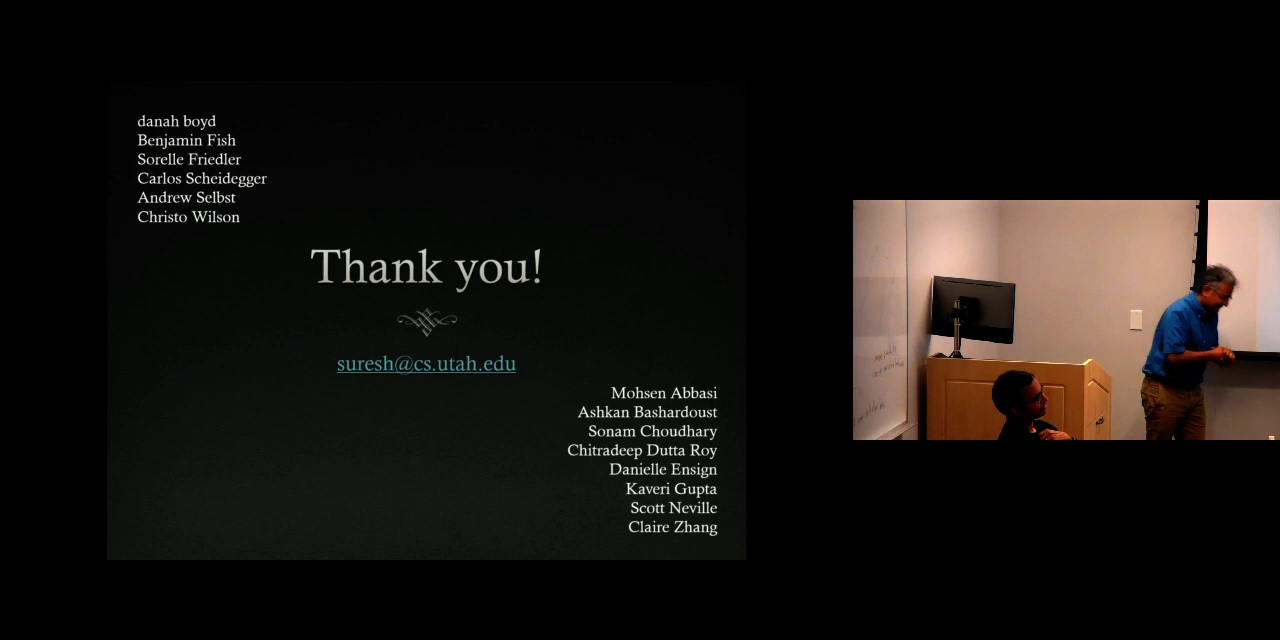 danah boyd
Benjamin Fish
Sorelle Friedler
Carlos Scheidegger
Andrew Selbst
Christo Wilson
Thank you!
suresh@cs.utah.edu
Mohsen Abbasi
Ashkan Bashardoust
Sonam Choudhary
Chitradeep Dutta Roy
Danielle Ensign
Kaveri Gupta
Scott Neville
Claire Zhang